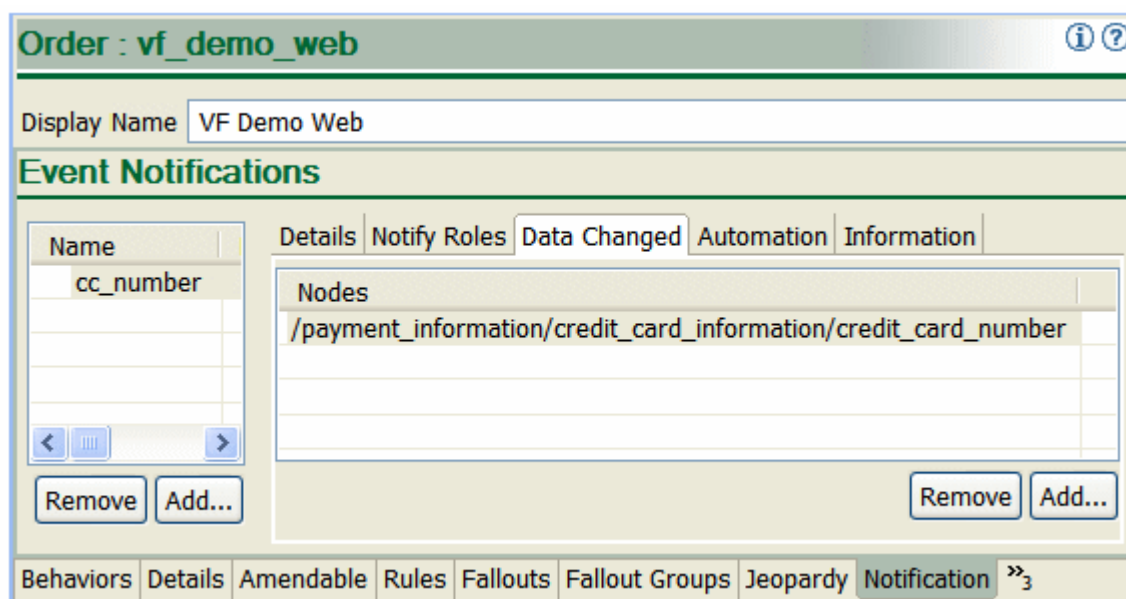 Order : vf_demo_web
Display Name VF Demo Web
Event Notifications
Details Notify Roles Data Changed Automation Information
Name
cc_number
Nodes
/payment_information/credit_card_information/credit_card_number
Remove Add...
Remove Add...
Behaviors Details Amendable Rules Fallouts Fallout Groups Jeopardy Notification »3